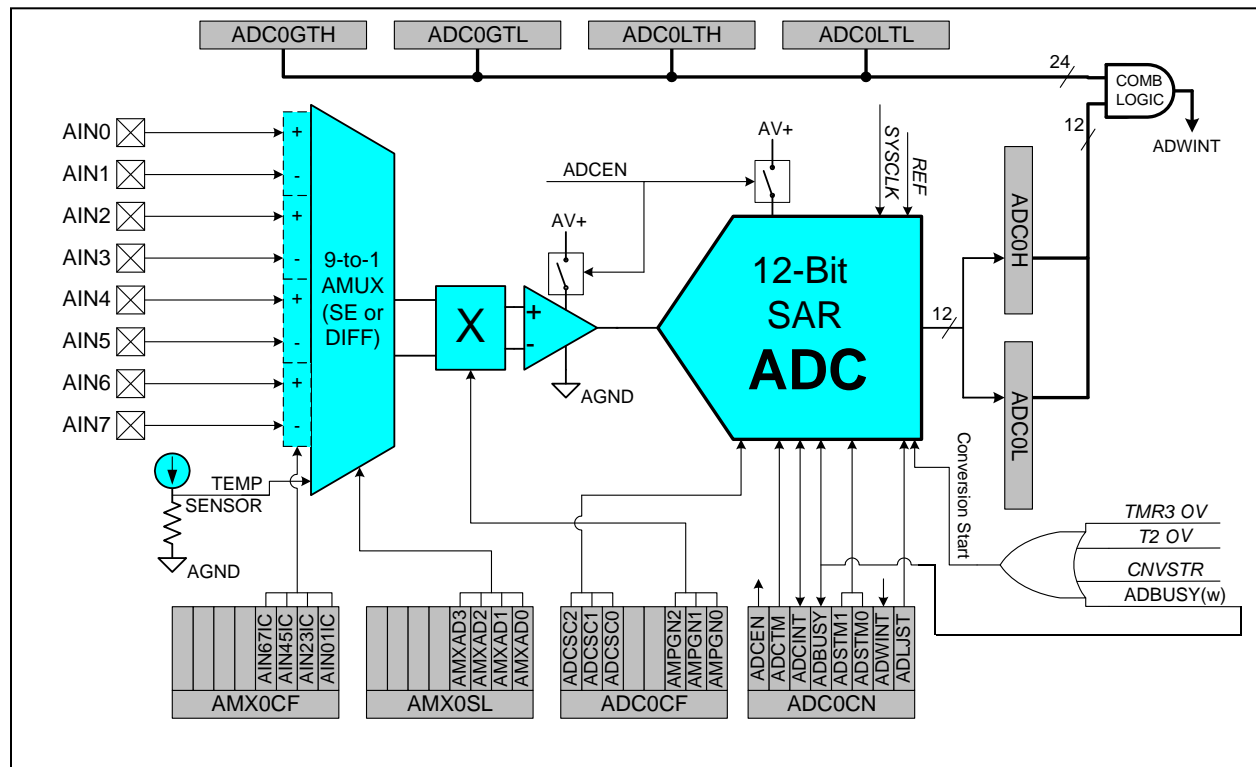 ADC0GTH
ADC0GTL
ADC0LTH
ADC0LTL
24
COMB
LOGIC
12
ADWINT
AIN0
AIN1
AIN2
AIN3
AIN4
AIN5
AIN6
AIN7
+
-
+
-
+
-
+
-
9-to-1
AMUX
(SE or
DIFF)
X
+
-
ADCEN
AV+
AV+
AGND
SYSCLK
REF
12-Bit
SAR
ADC
12
ADC0H
ADC0L
TEMP
SENSOR
AGND
Conversion Start
TMR3 OV
T2 OV
CNVSTR
ADBUSY(w)
AIN67IC
AIN45IC
AIN23IC
AIN01IC
AMX0CF
AMXAD3
AMXAD2
AMXAD1
AMXAD0
AMX0SL
ADCSC2
ADCSC1
ADCSC0
AMPGN2
AMPGN1
AMPGN0
ADC0CF
ADCEN
ADCTM
ADCINT
ADBUSY
ADSTM1
ADSTM0
ADWINT
ADLJST
ADC0CN